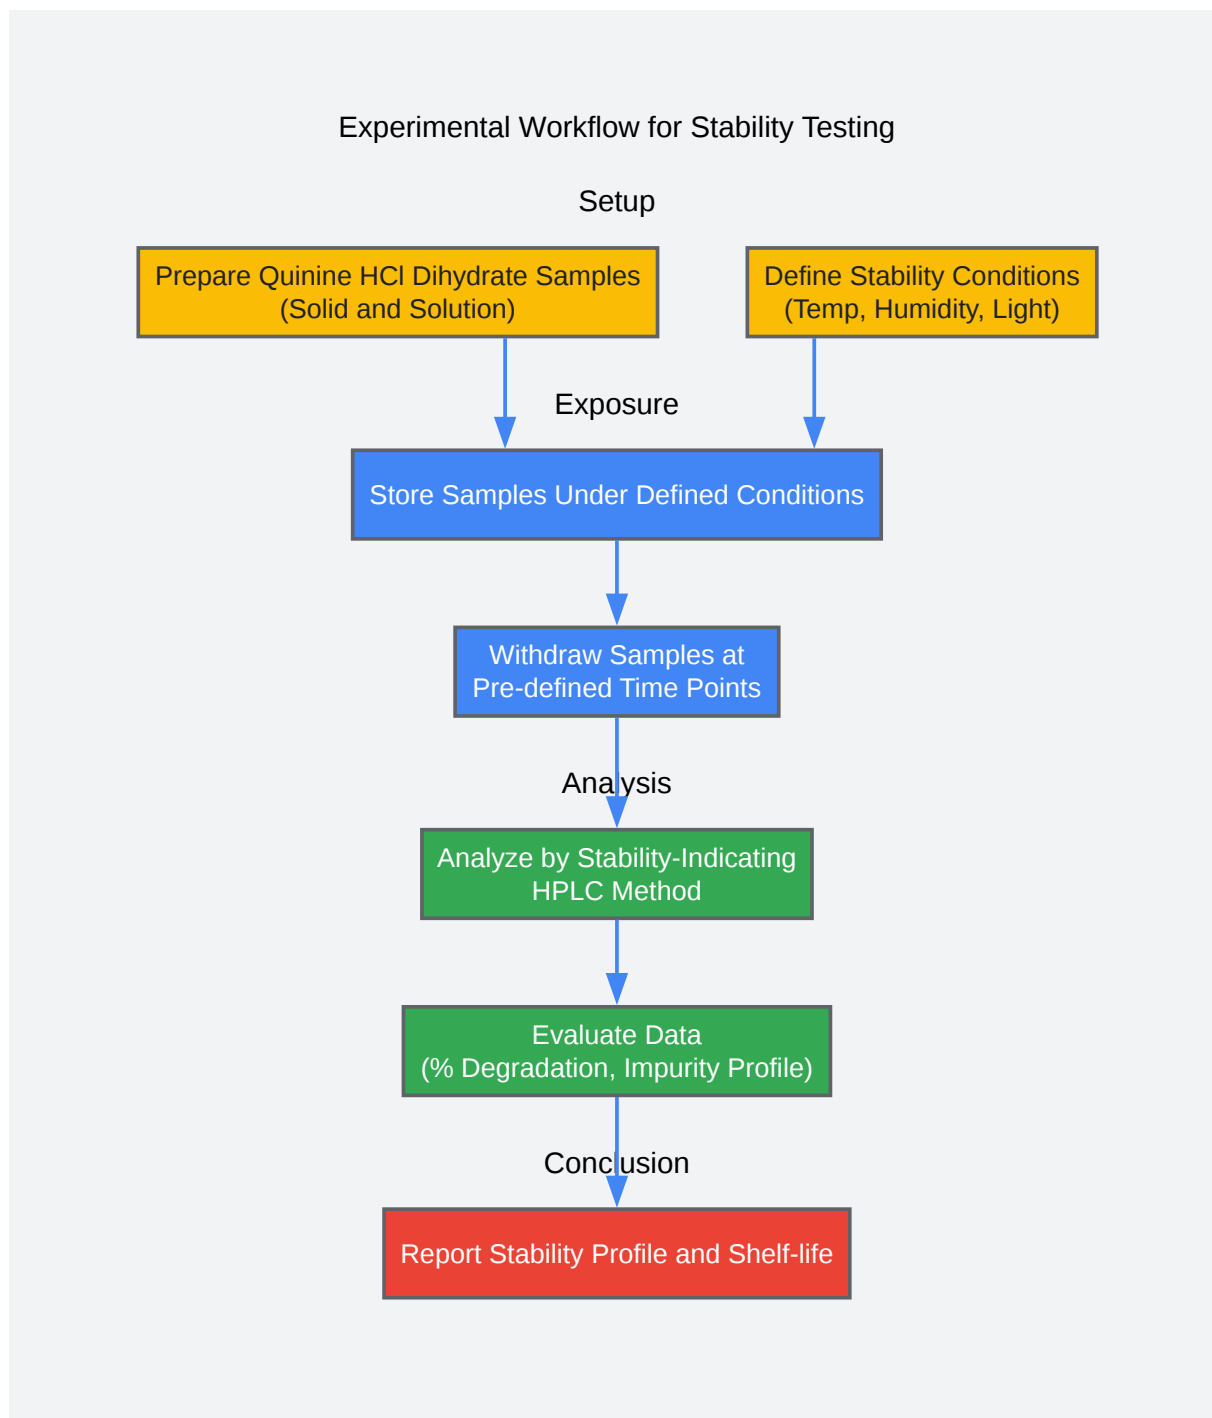 Experimental Workflow for Stability Testing
Setup
Prepare Quinine HCl Dihydrate Samples
(Solid and Solution)
Define Stability Conditions
(Temp, Humidity, Light)
Exposure
Store Samples Under Defined Conditions
Withdraw Samples at
Pre-defined Time Points
Analysis
Analyze by Stability-Indicating
HPLC Method
Evaluate Data
(% Degradation, Impurity Profile)
Conclusion
Report Stability Profile and Shelf-life